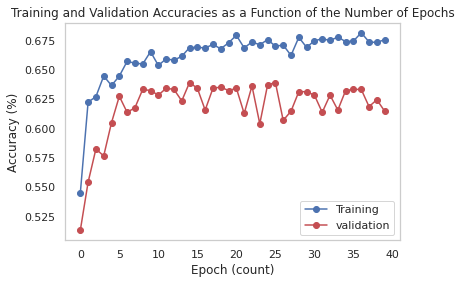 Training and Validation Accuracies as a Function of the Number of Epochs
0.675
0.650
0.625
0.600
0.575
0.550
0.525
Accuracy (%)
Training
validation
0 5 10 15 20 25 30 35 40
Epoch (count)